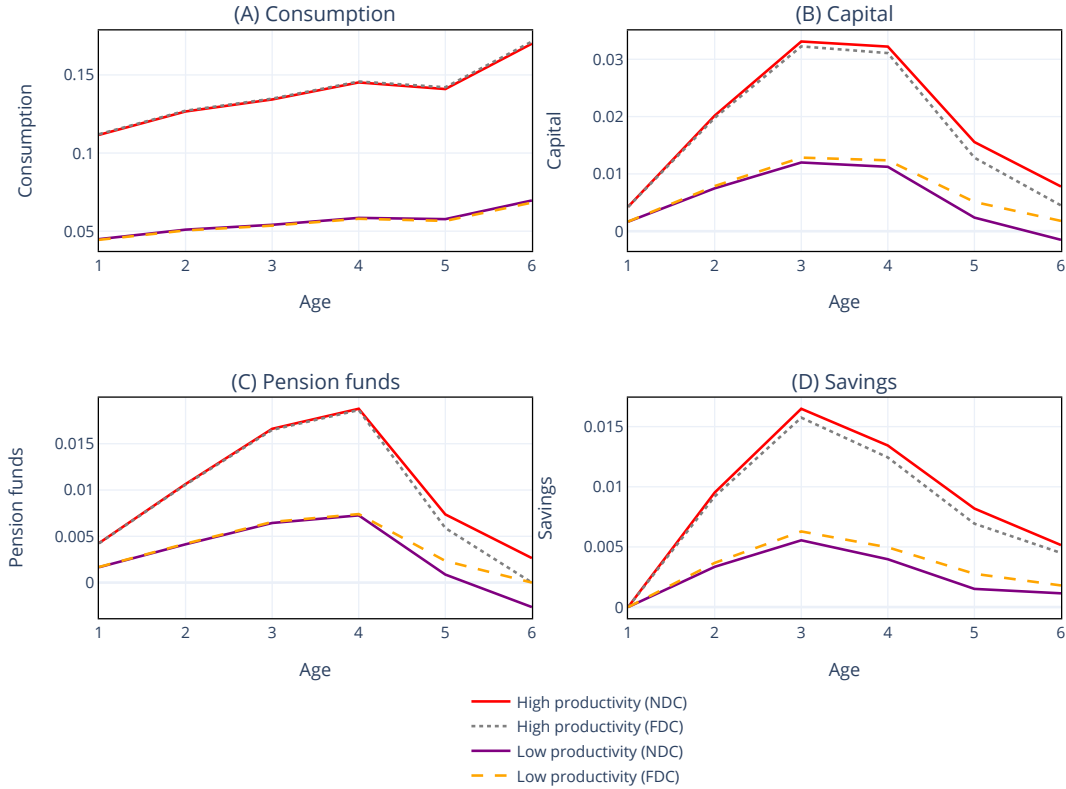 (A) Consumption
Consumption
0.15
0.1
0.05
1 2 3 4 5 6
Age
(B) Capital
Capital
0.03
0.02
0.01
0
1 2 3 4 5 6
Age
(C) Pension funds
Pension funds
0.015
0.01
0.005
0
1 2 3 4 5 6
Age
(D) Savings
Savings
0.015
0.01
0.005
0
1 2 3 4 5 6
Age
High productivity (NDC)
High productivity (FDC)
Low productivity (NDC)
Low productivity (FDC)